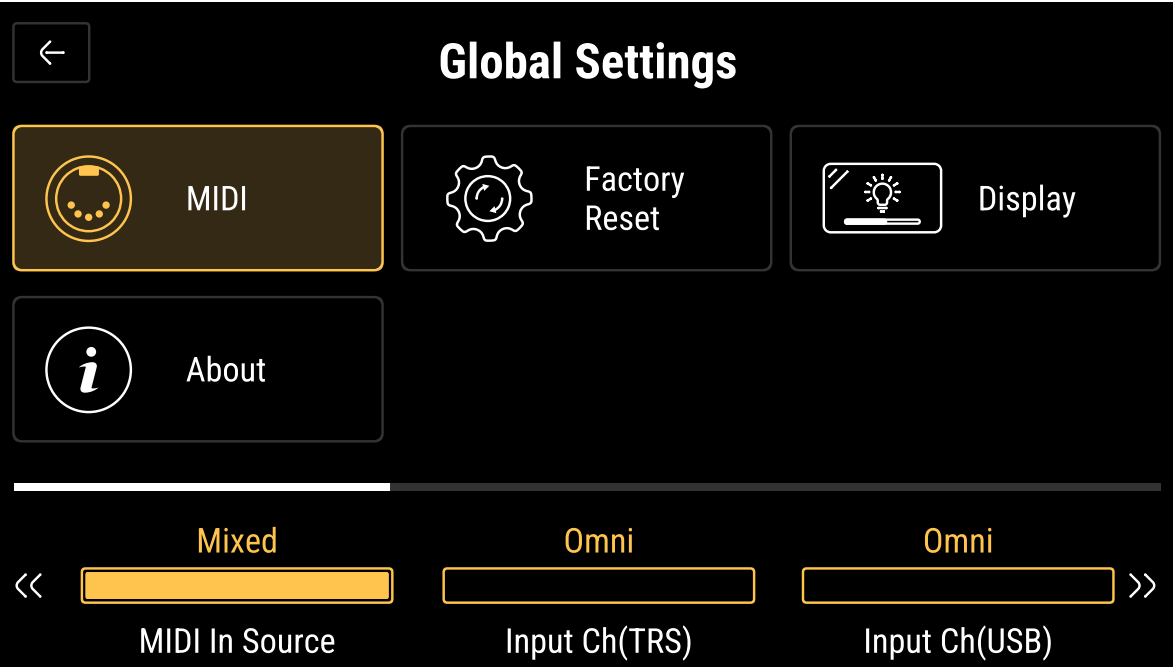 Global Settings
MIDI
Factory
Reset
Display
About
Mixed
Omni
Omni
MIDI In Source
Input Ch(TRS)
Input Ch(USB)